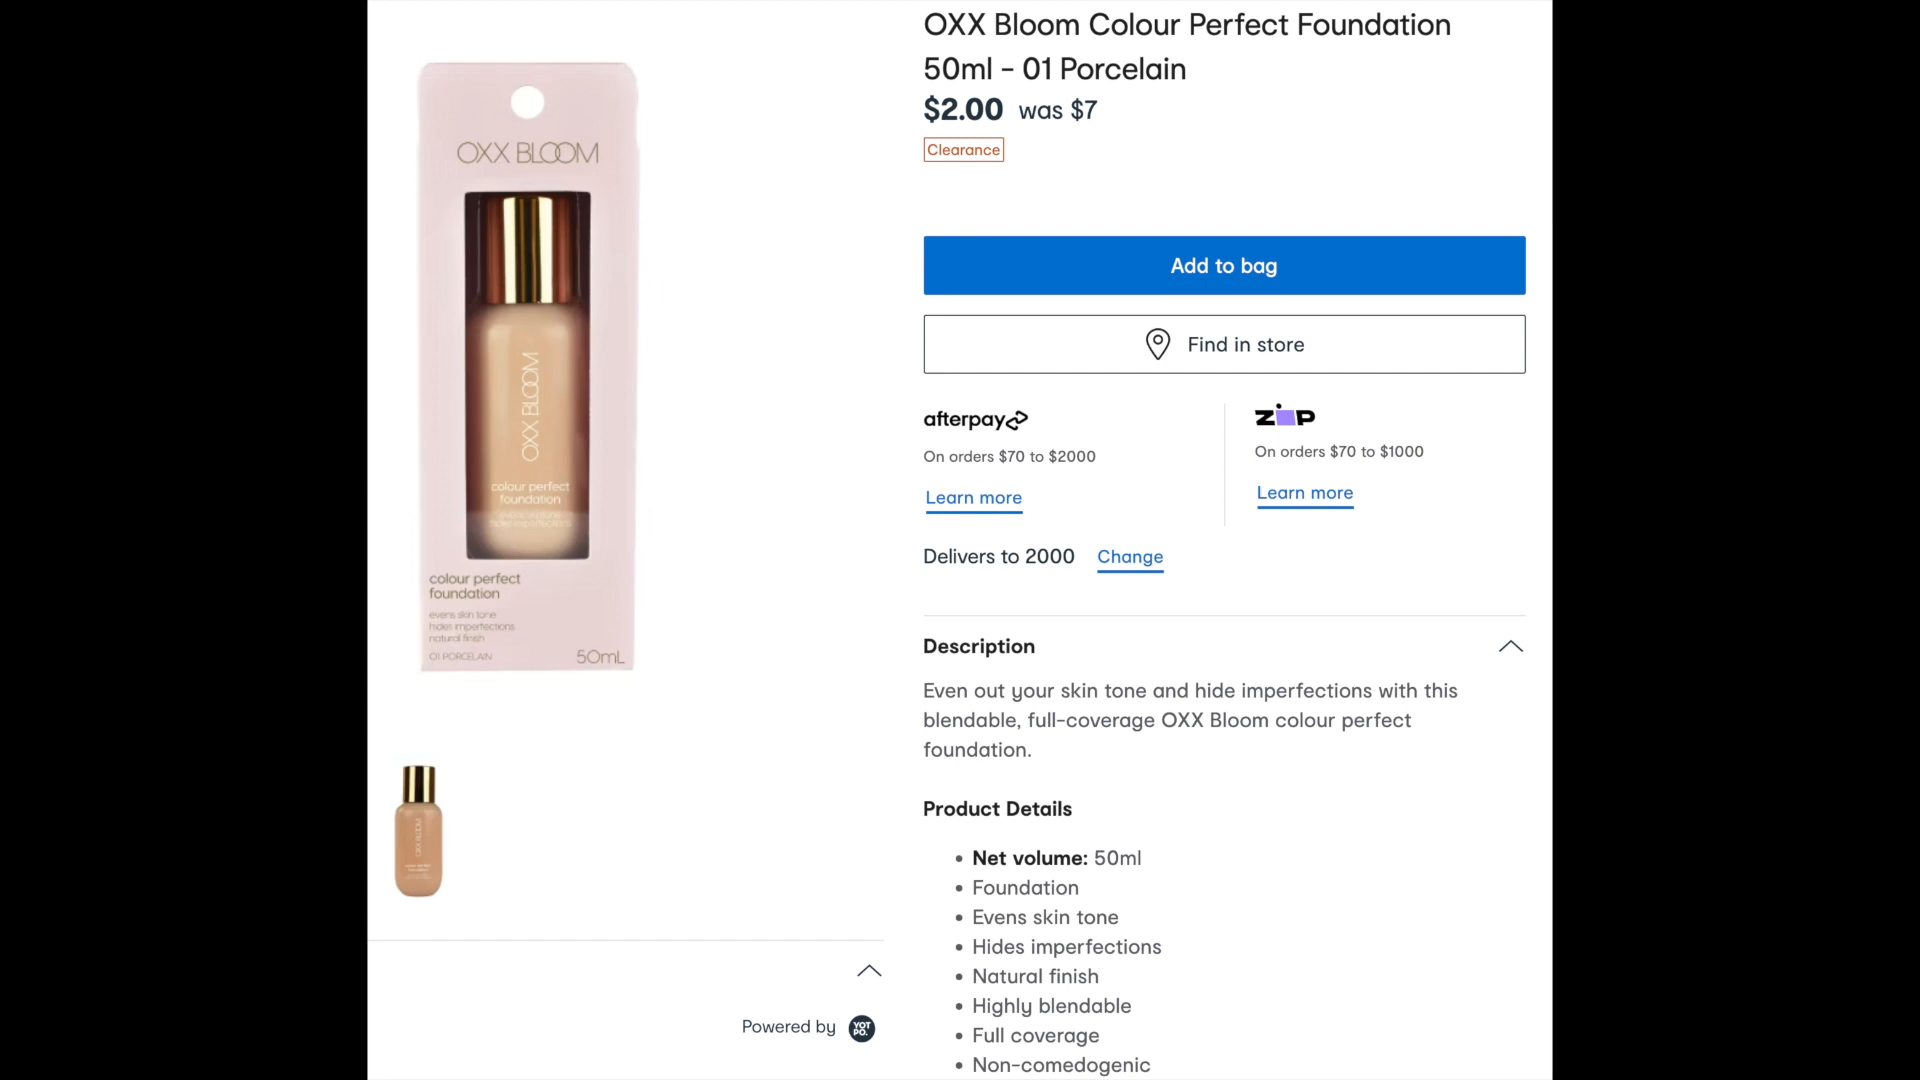 OXX BLOOM
OXX BLOOM
colour perfect
foundation
colour perfect
foundation
evens skin tone
hides imperfections
natural finish
01 PORCELAIN
50mL
Powered by
YOT
PO.
OXX Bloom Colour Perfect Foundation
50ml - 01 Porcelain
$2.00 was $7
Clearance
Add to bag
Find in store
afterpay
On orders $70 to $2000
Learn more
zip
On orders $70 to $1000
Learn more
Delivers to 2000 Change
Description
Even out your skin tone and hide imperfections with this
blendable, full-coverage OXX Bloom colour perfect
foundation.
Product Details
• Net volume: 50ml
• Foundation
• Evens skin tone
• Hides imperfections
• Natural finish
• Highly blendable
• Full coverage
• Non-comedogenic